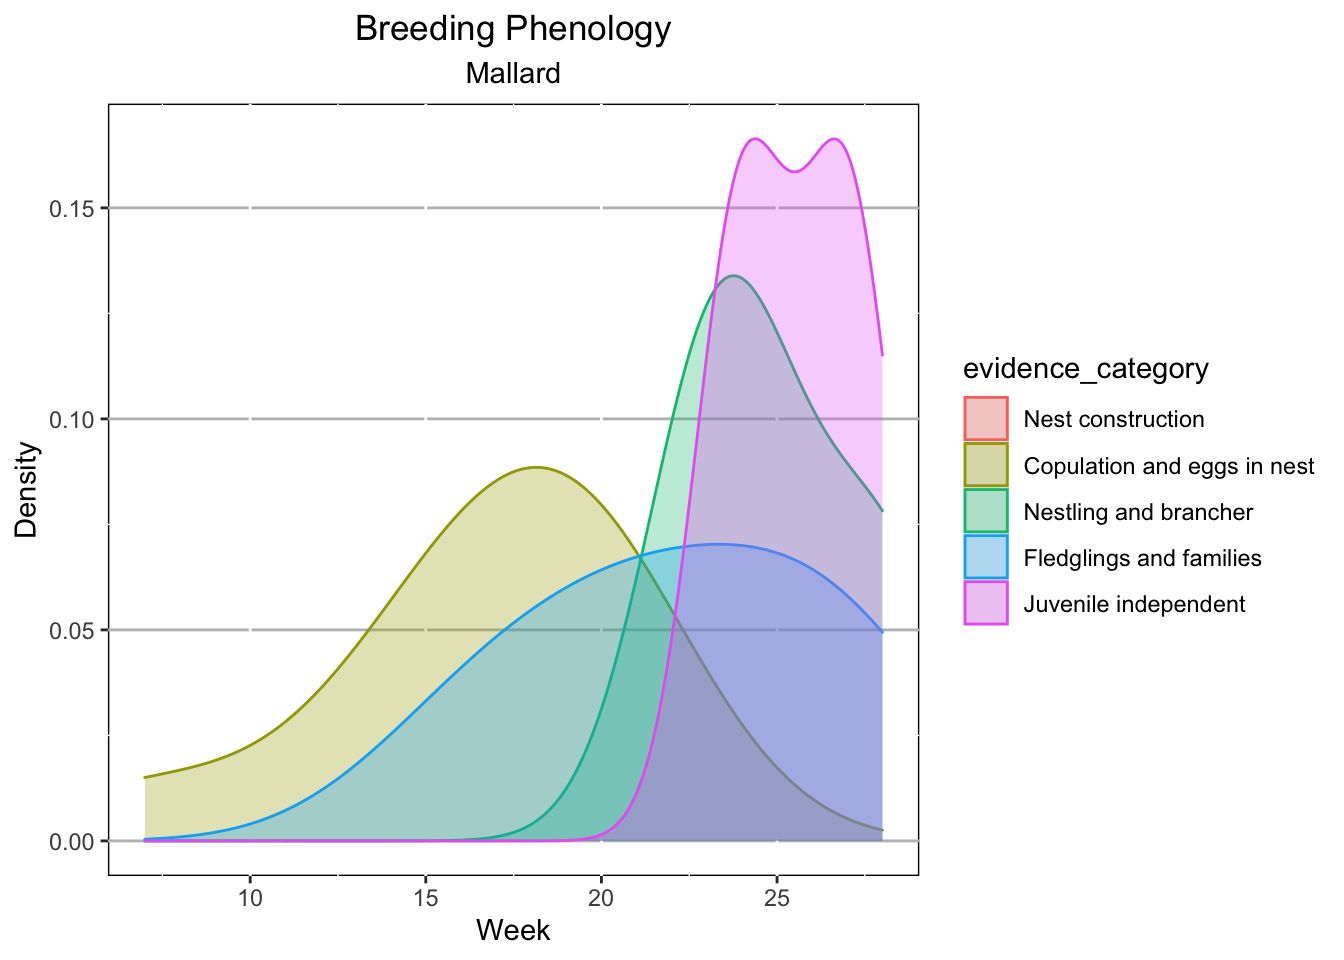 Breeding Phenology
Mallard
Density
0.15
0.10
0.05
0.00
10 15 20 25
Week
evidence_category
Nest construction
Copulation and eggs in nest
Nestling and brancher
Fledglings and families
Juvenile independent